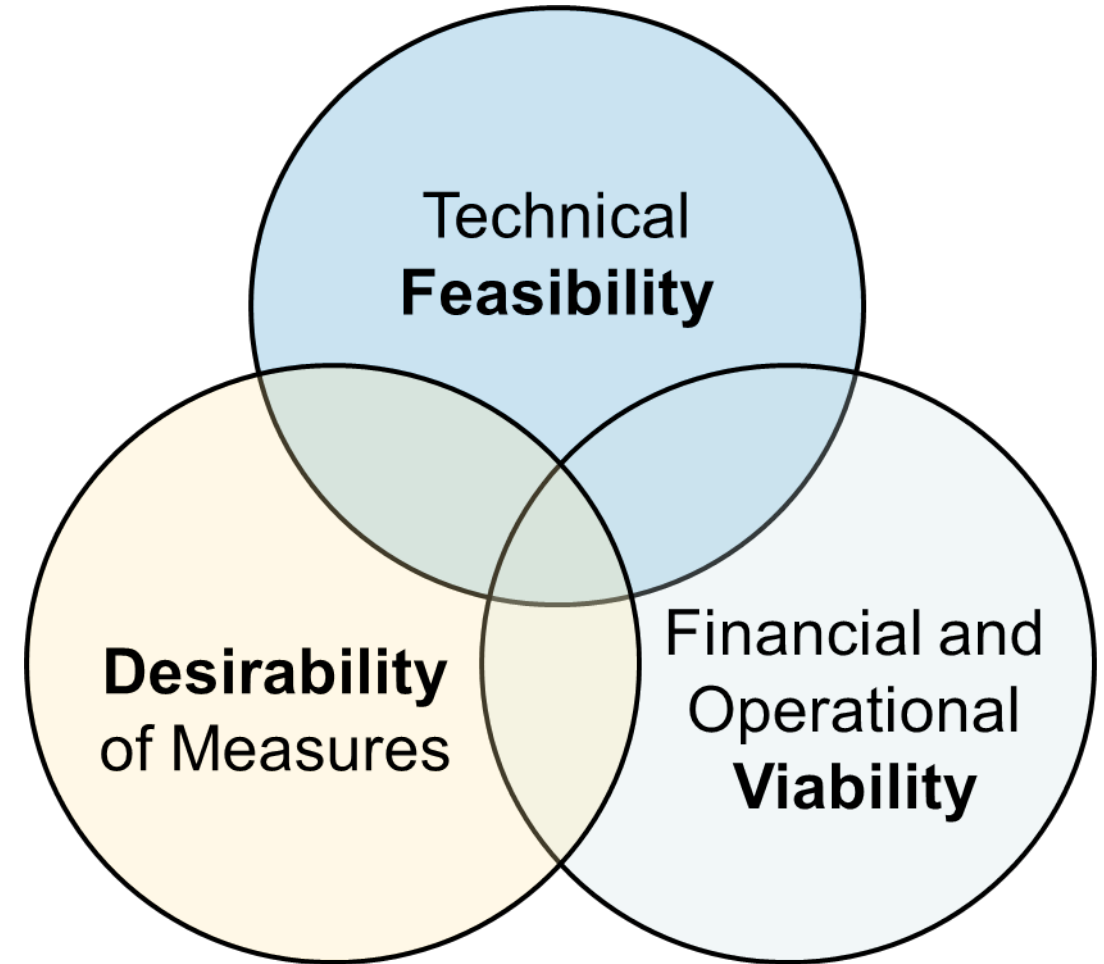 Technical
Feasibility
Desirability
of Measures
Financial and
Operational
Viability